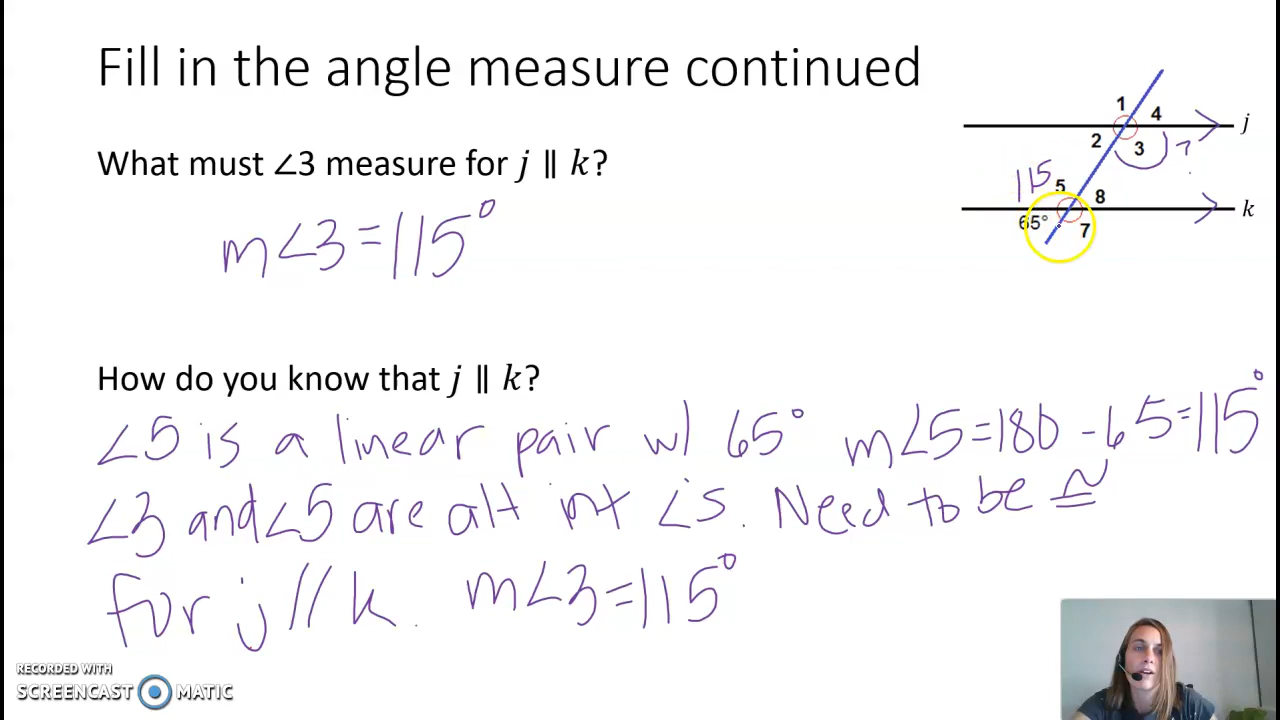 Fill in the angle measure continued
What must ∠3 measure for j ∥ k?
m∠3=115°
1
4
j
2
3
?
115
5
8
k
65°
7
How do you know that j ∥ k?
∠5 is a linear pair w/ 65° m∠5=180-65=115°
∠3 and ∠5 are alt int ∠s. Need to be ≅
for j//k. m∠3=115°
RECORDED WITH
SCREENCAST MATIC